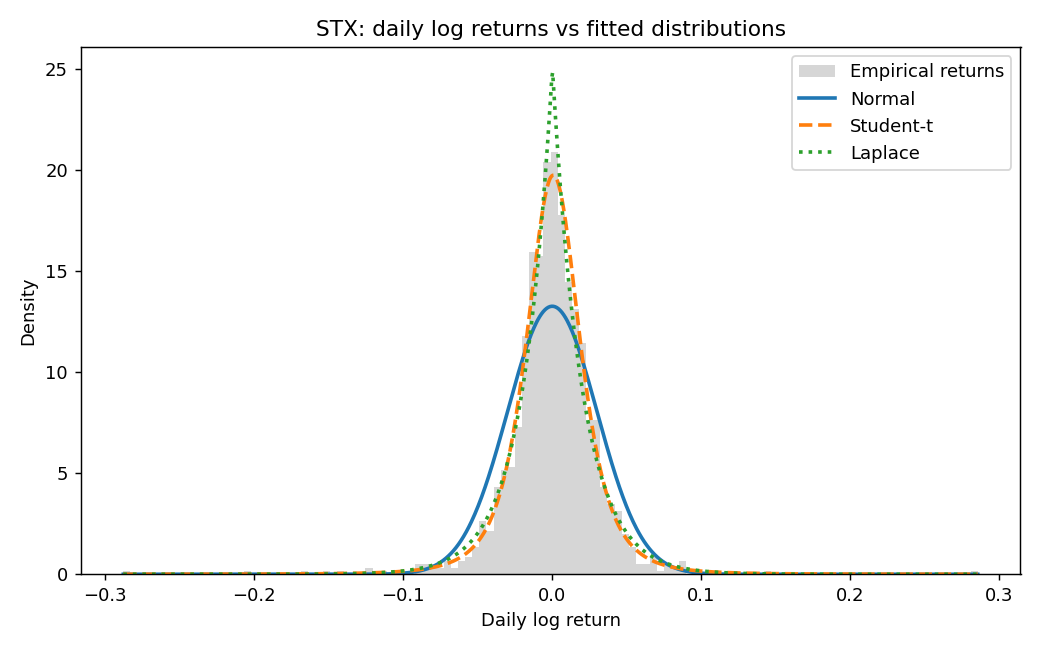 STX: daily log returns vs fitted distributions
Empirical returns
Normal
Student-t
Laplace
25
20
15
10
5
0
Density
−0.3
−0.2
−0.1
0.0
0.1
0.2
0.3
Daily log return